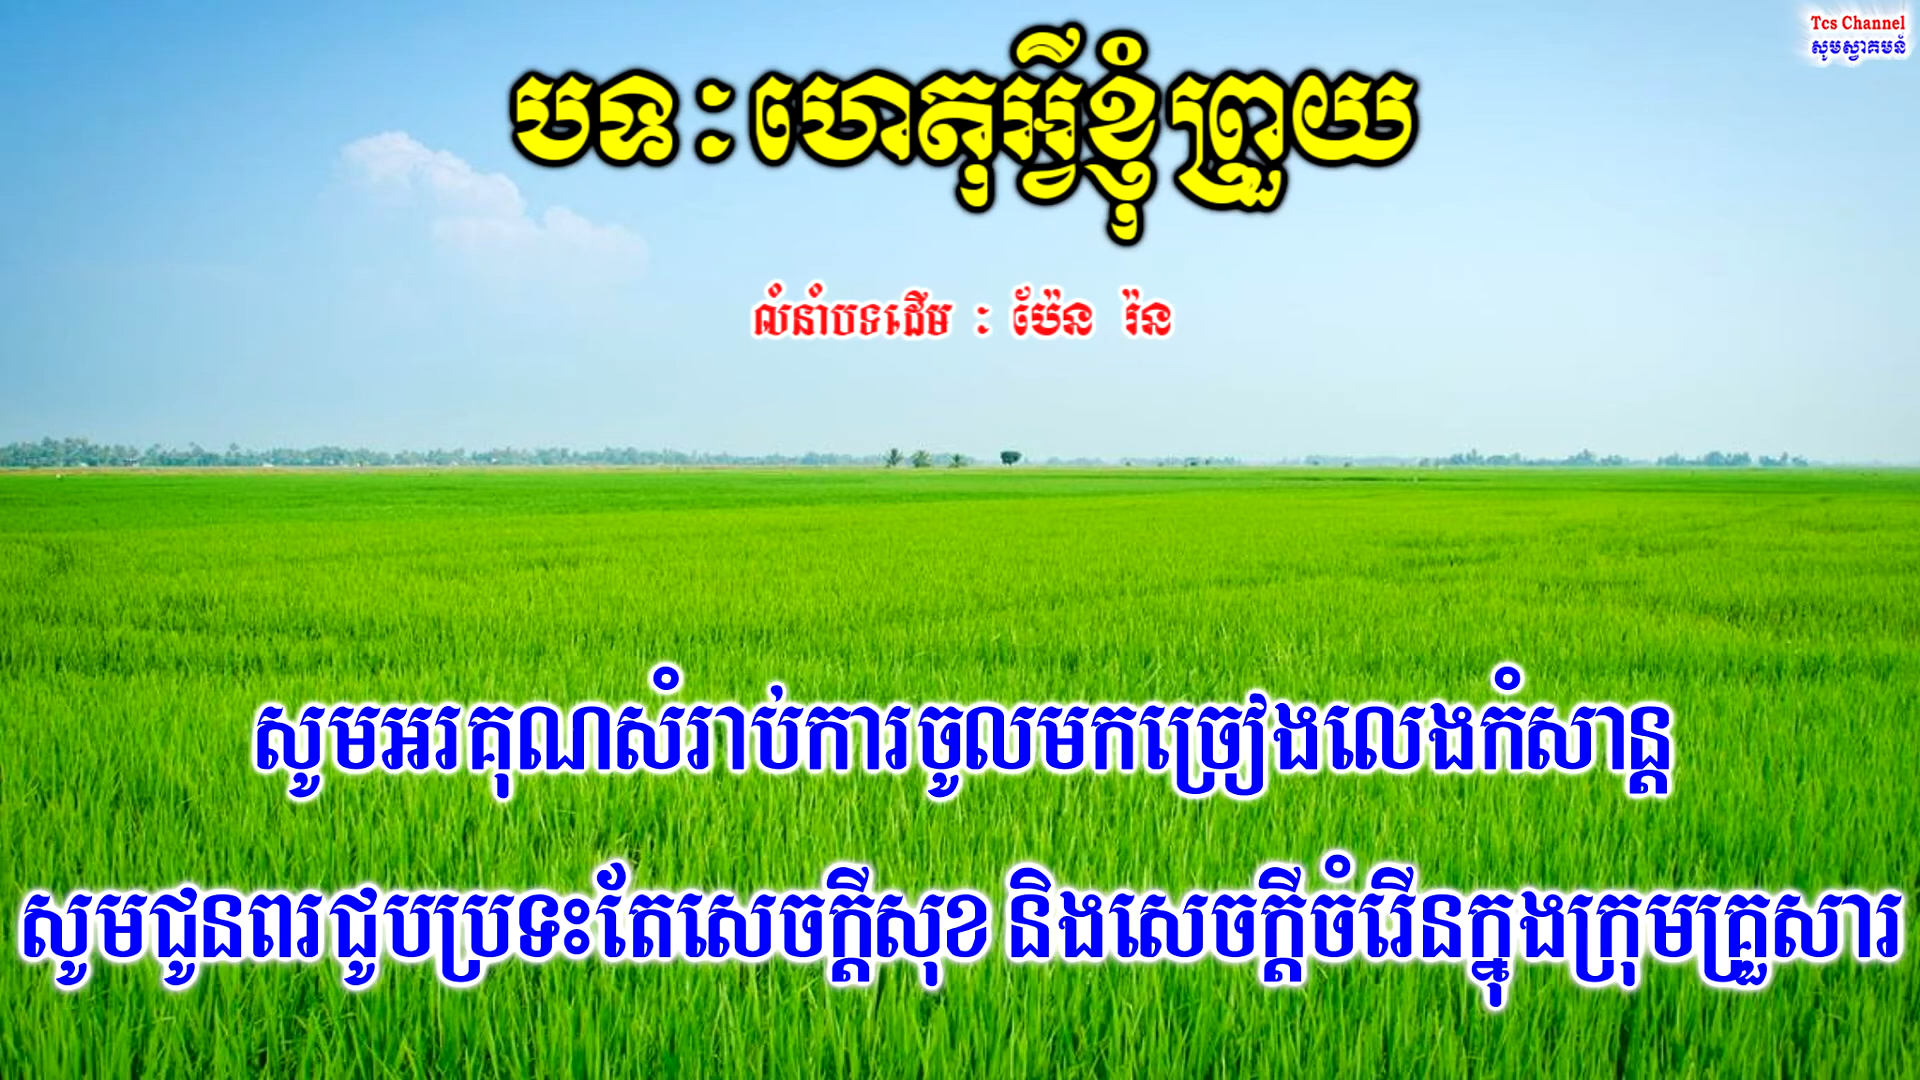 Tcs Channel
សូមស្វាគមន៍
បទ ៈ ហេតុអ្វីខ្ញុំព្រួយ
លំនាំបទដើម ៈ ប៉ែន រ៉ន
សូមអរគុណសំរាប់ការចូលមកច្រៀងលេងកំសាន្ត
សូមជូនពរជួបប្រទះតែសេចក្តីសុខ និងសេចក្តីចំរើនក្នុងក្រុមគ្រួសារ